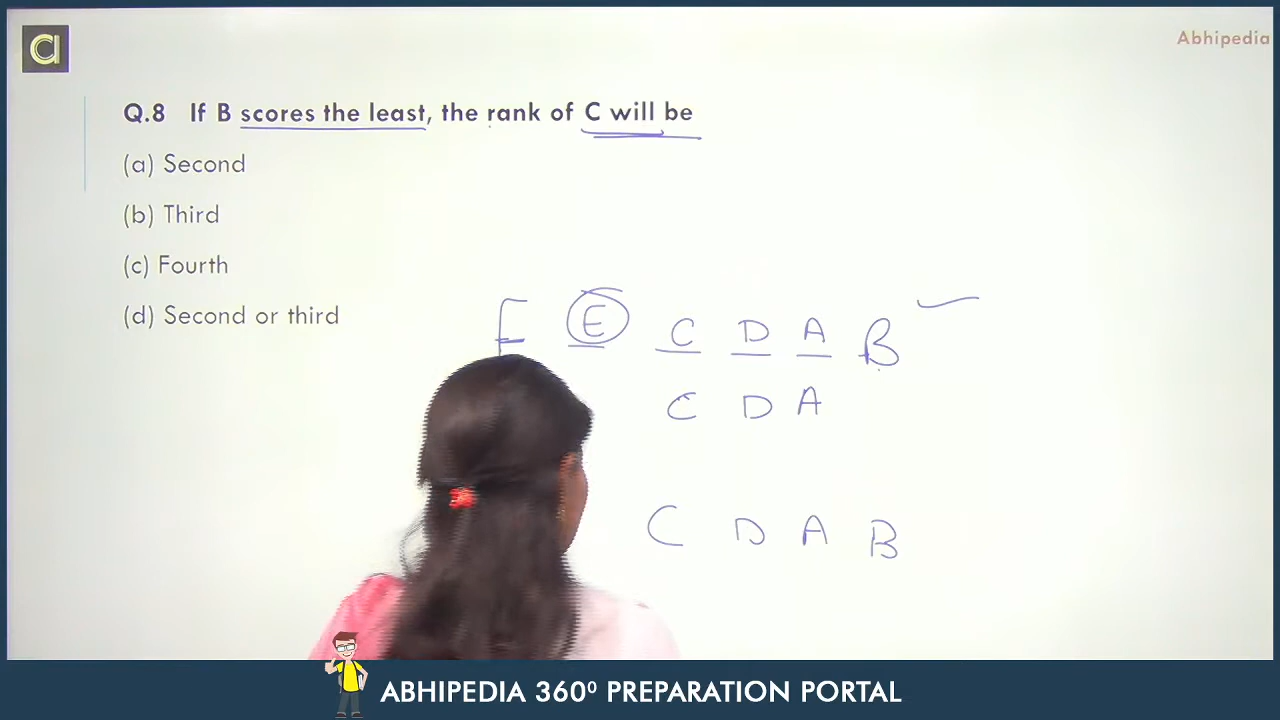 a
Abhipedia
Q.8 If B scores the least, the rank of C will be
(a) Second
(b) Third
(c) Fourth
(d) Second or third
F E C D A B
C D A
C D A B
ABHIPEDIA 360⁰ PREPARATION PORTAL